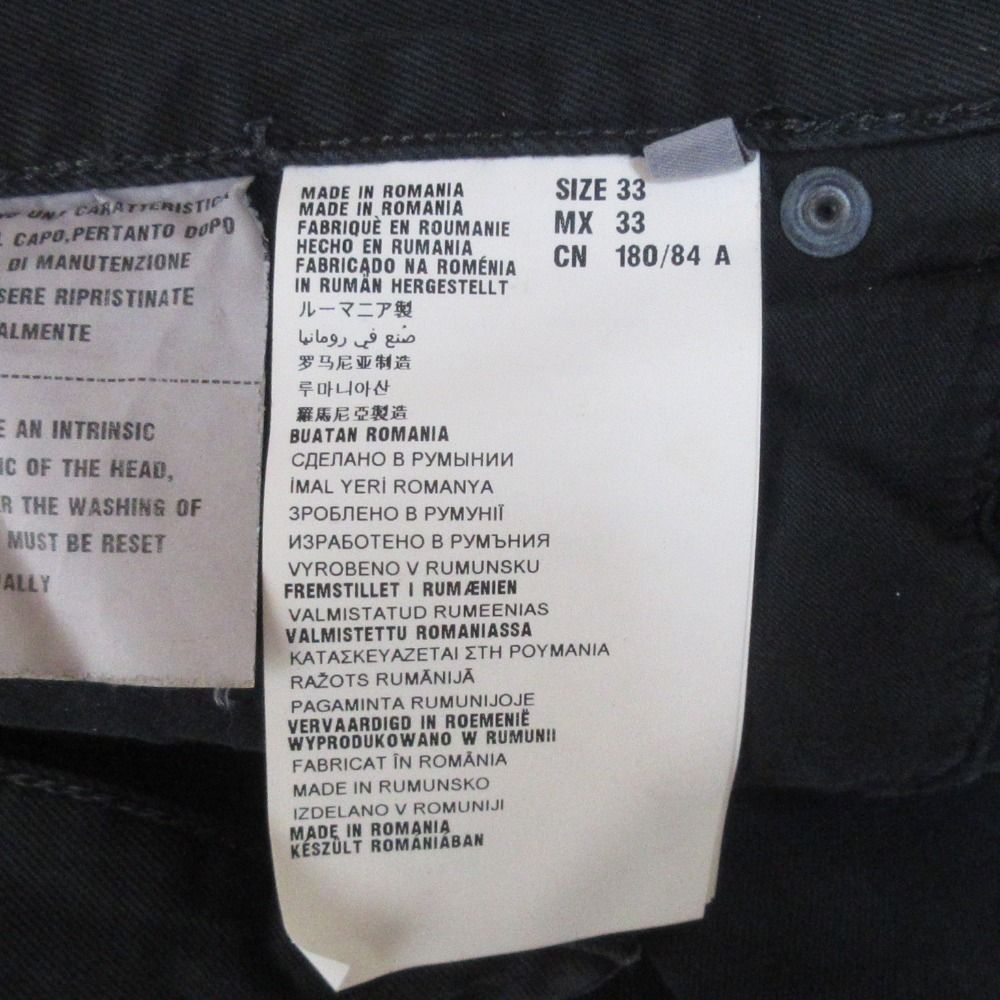 CARATTERISTIC
CAPO,PERTANTO DOPO
DI MANUTENZIONE
SERE RIPRISTINATE
ALMENTE
E AN INTRINSIC
IC OF THE HEAD,
R THE WASHING OF
MUST BE RESET
ALLY
MADE IN ROMANIA
MADE IN ROMANIA
FABRIQUÈ EN ROUMANIE
HECHO EN RUMANIA
FABRICADO NA ROMÉNIA
IN RUMÄN HERGESTELLT
ルーマニア製
صُنع في رومانيا
罗马尼亚制造
루마니아산
羅馬尼亞製造
BUATAN ROMANIA
СДЕЛАНО В РУМЫНИИ
İMAL YERİ ROMANYA
ЗРОБЛЕНО В РУМУНІЇ
ИЗРАБОТЕНО В РУМЪНИЯ
VYROBENO V RUMUNSKU
FREMSTILLET I RUMÆNIEN
VALMISTATUD RUMEENIAS
VALMISTETTU ROMANIASSA
ΚΑΤΑΣΚΕΥΑΖΕΤΑΙ ΣΤΗ ΡΟΥΜΑΝΙΑ
RAŽOTS RUMĀNIJĀ
PAGAMINTA RUMUNIJOJE
VERVAARDIGD IN ROEMENIË
WYPRODUKOWANO W RUMUNII
FABRICAT ÎN ROMÂNIA
MADE IN RUMUNSKO
IZDELANO V ROMUNIJI
MADE IN ROMANIA
KÉSZÜLT ROMÁNIÁBAN
SIZE 33
MX 33
CN 180/84 A